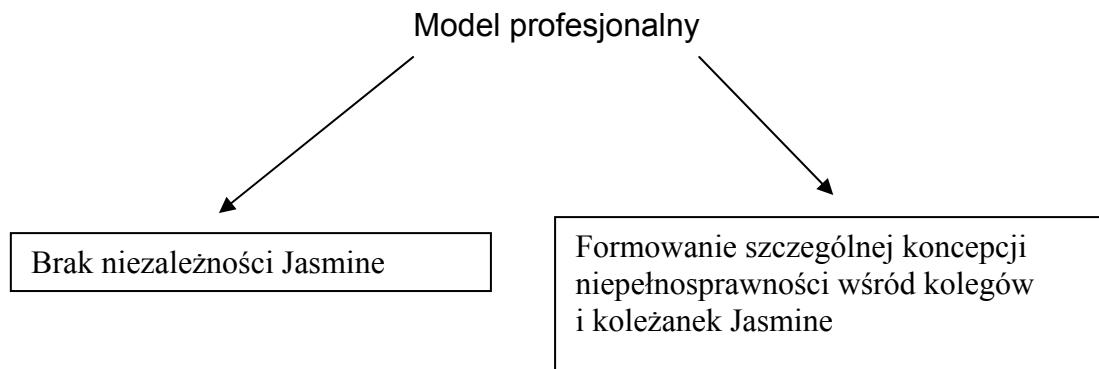 Model profesjonalny
Brak niezależności Jasmine
Formowanie szczególnej koncepcji
niepełnosprawności wśród kolegów
i koleżanek Jasmine